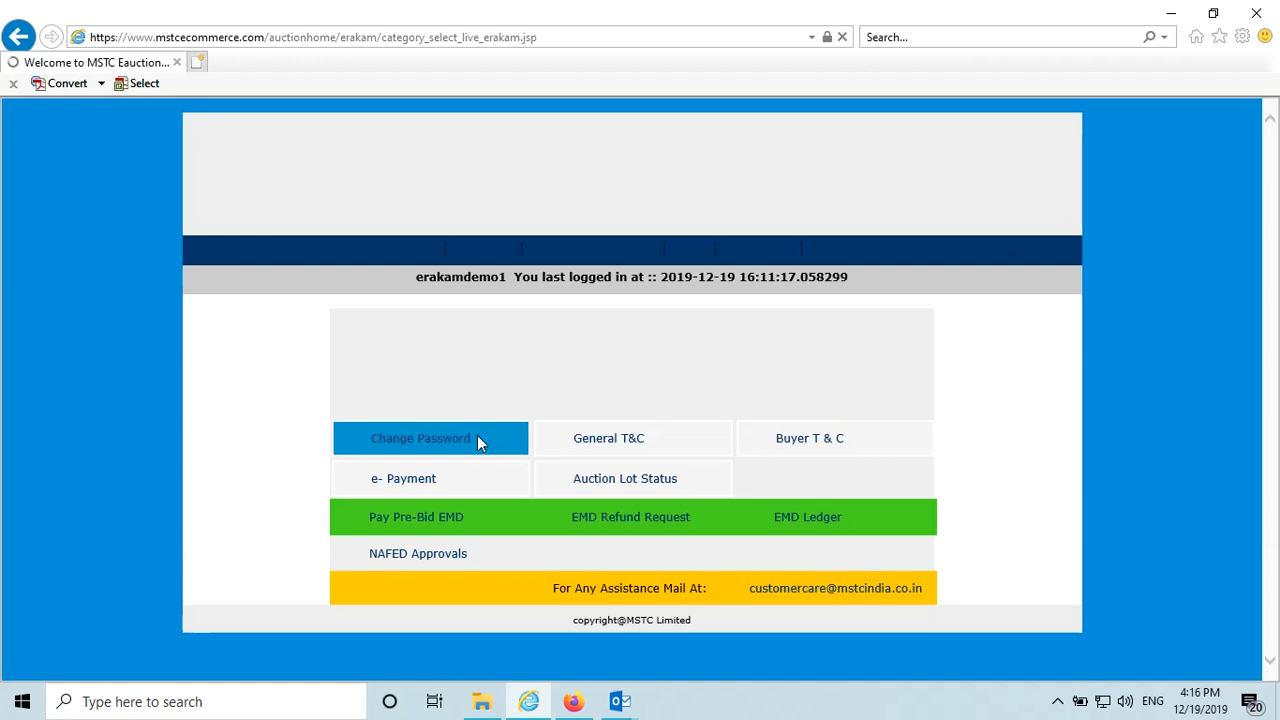 https://www.mstcecommerce.com/auctionhome/erakam/category_select_live_erakam.jsp
Search...
Welcome to MSTC Eauction...
x Convert Select
erakamdemo1 You last logged in at :: 2019-12-19 16:11:17.058299
Change Password General T&C Buyer T & C
e- Payment Auction Lot Status
Pay Pre-Bid EMD EMD Refund Request EMD Ledger
NAFED Approvals
For Any Assistance Mail At: customercare@mstcindia.co.in
copyright@MSTC Limited
Type here to search
ENG
4:16 PM
12/19/2019
20